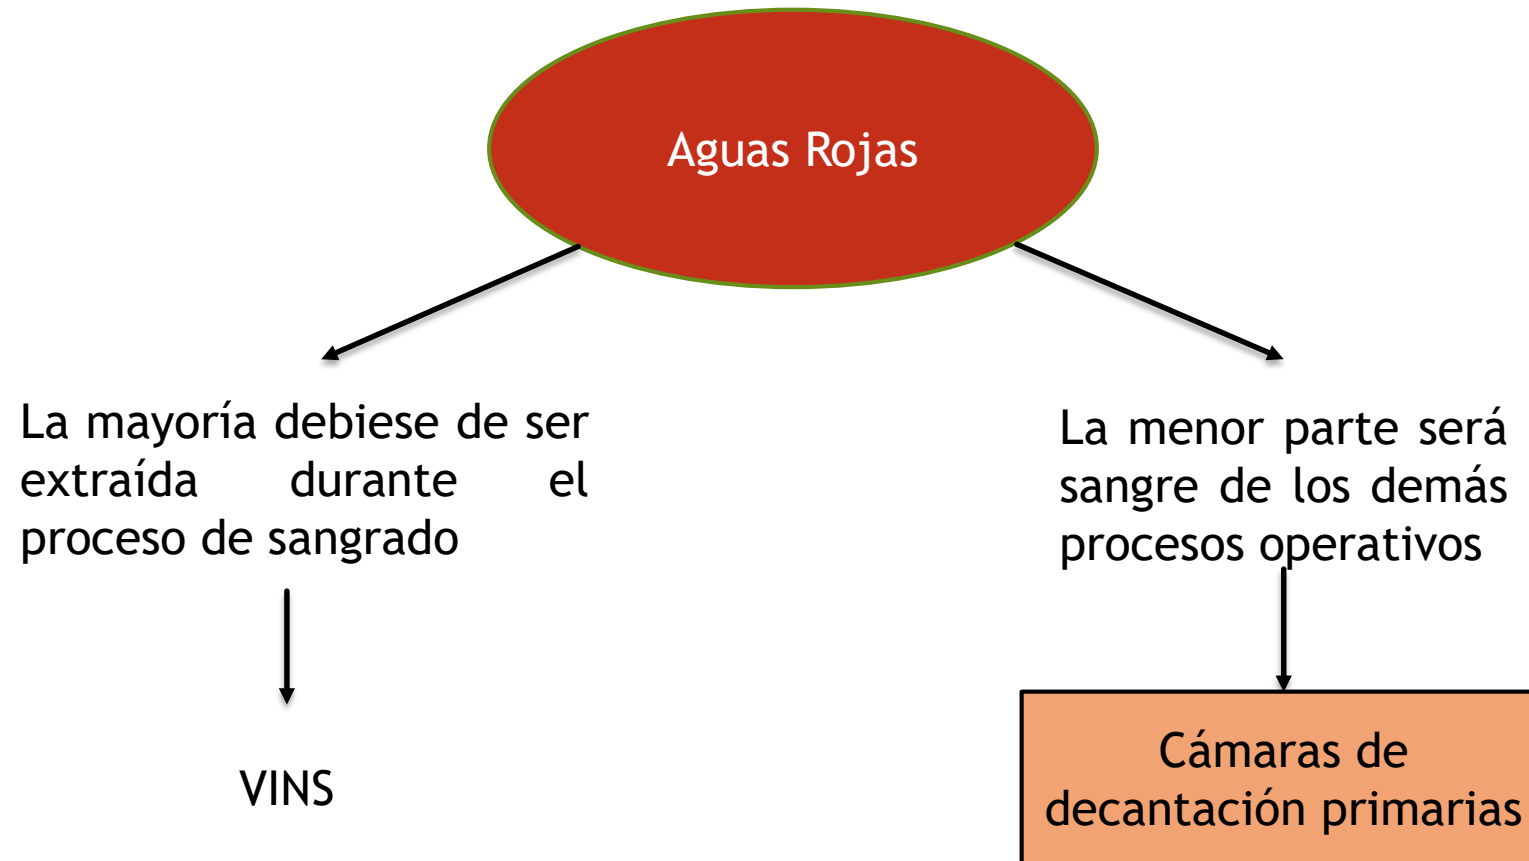 Aguas Rojas
La mayoría debiese de ser
extraída durante el
proceso de sangrado
La menor parte será
sangre de los demás
procesos operativos
VINS
Cámaras de
decantación primarias